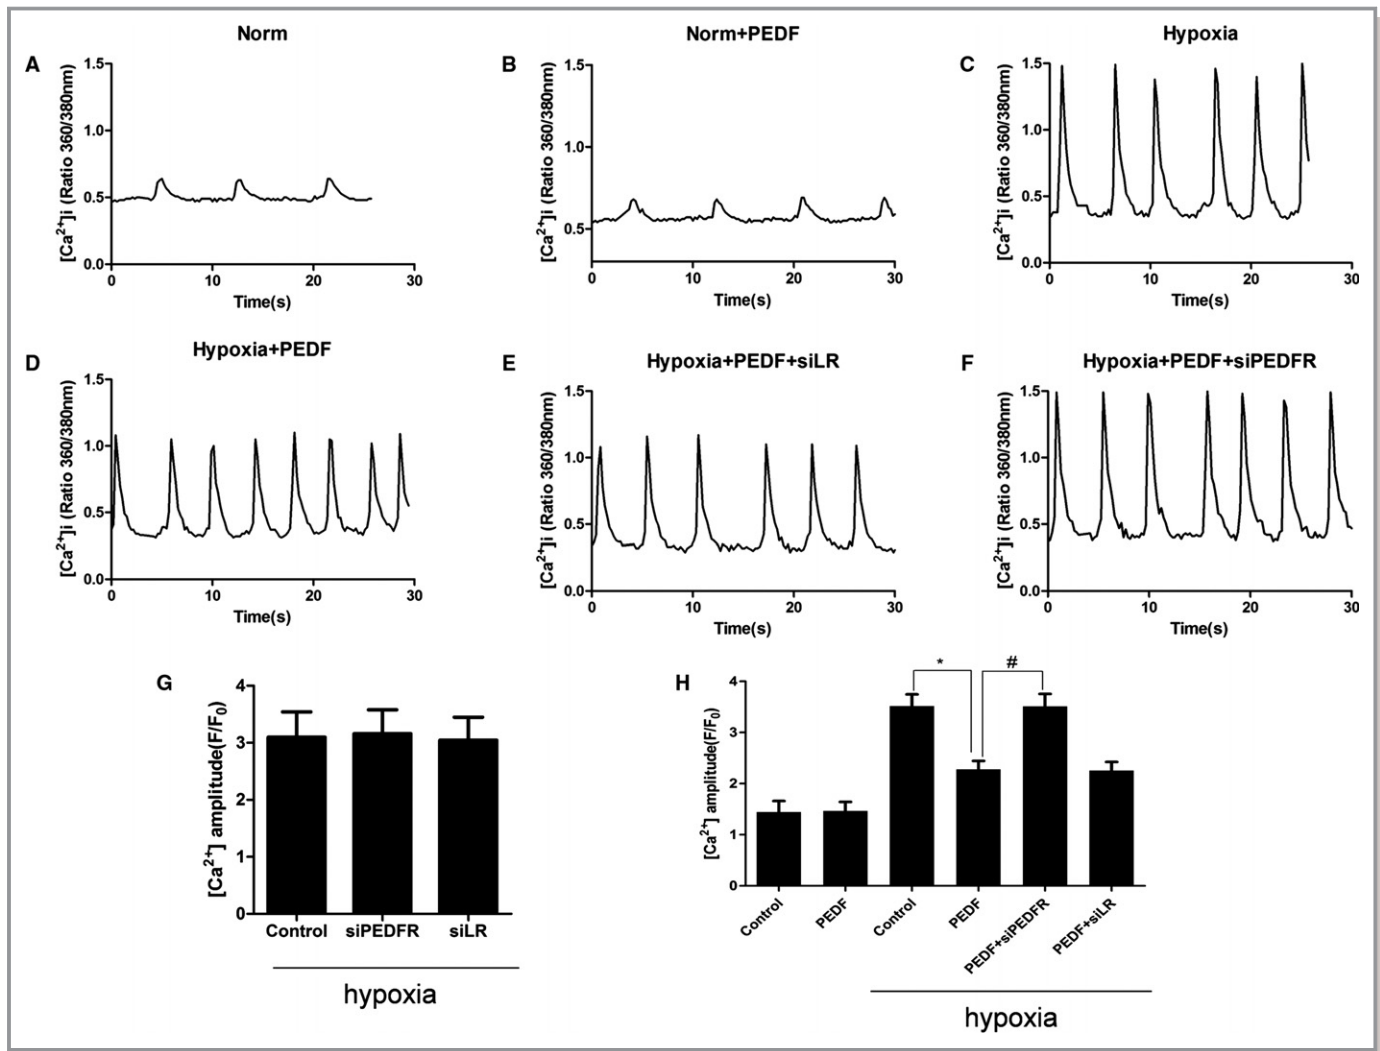 Norm
A
[Ca2+]i (Ratio 360/380nm)
1.5
1.0
0.5
0.0
0 10 20 30
Time(s)
Norm+PEDF
B
[Ca2+]i (Ratio 360/380nm)
1.5
1.0
0.5
0 10 20 30
Time(s)
Hypoxia
C
[Ca2+]i (Ratio 360/380nm)
1.5
1.0
0.5
0.0
0 10 20 30
Time(s)
Hypoxia+PEDF
D
[Ca2+]i (Ratio 360/380nm)
1.5
1.0
0.5
0.0
0 10 20 30
Time(s)
Hypoxia+PEDF+siLR
E
[Ca2+]i (Ratio 360/380nm)
1.5
1.0
0.5
0.0
0 10 20 30
Time(s)
Hypoxia+PEDF+siPEDFR
F
[Ca2+]i (Ratio 360/380nm)
1.5
1.0
0.5
0.0
0 10 20 30
Time(s)
G
[Ca2+] amplitude(F/F0)
4
3
2
1
0
Control siPEDFR siLR
hypoxia
H
[Ca2+] amplitude(F/F0)
4
3
2
1
0
* #
Control PEDF Control PEDF PEDF+siPEDFR PEDF+siLR
hypoxia